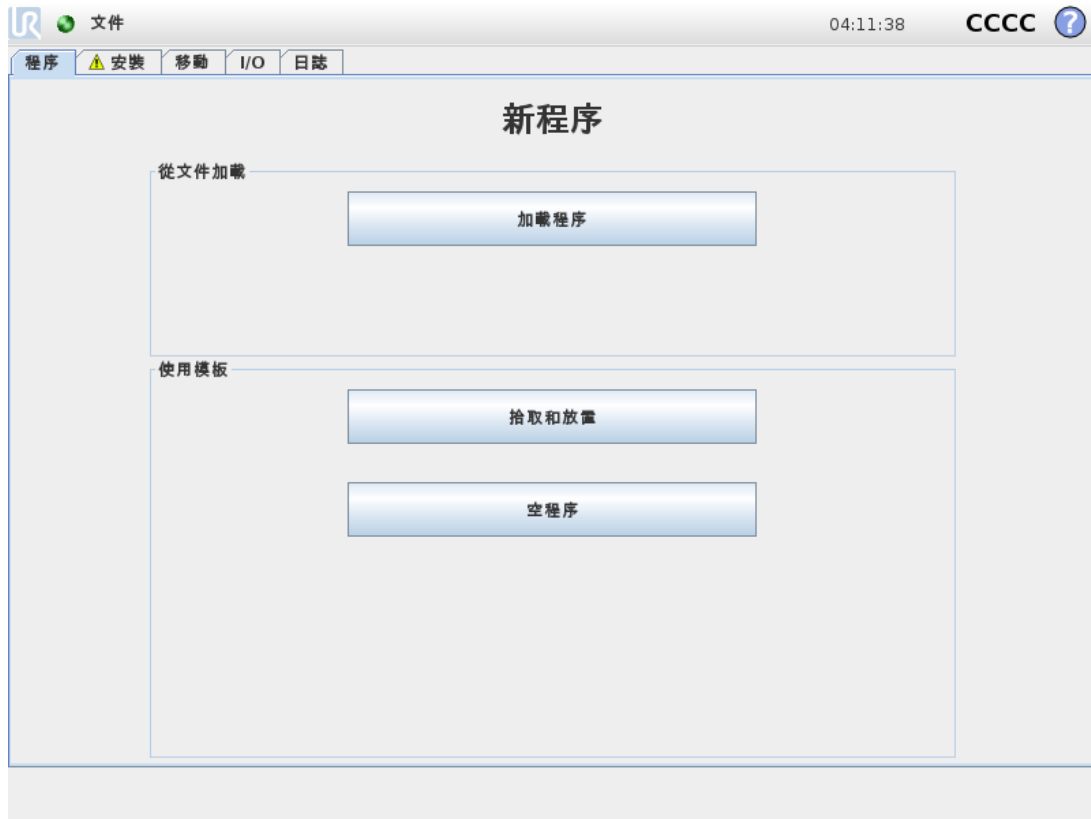 UR 文件 04:11:38 CCCC ?
程序 安裝 移動 I/O 日誌
新程序
從文件加載
加載程序
使用模板
拾取和放置
空程序